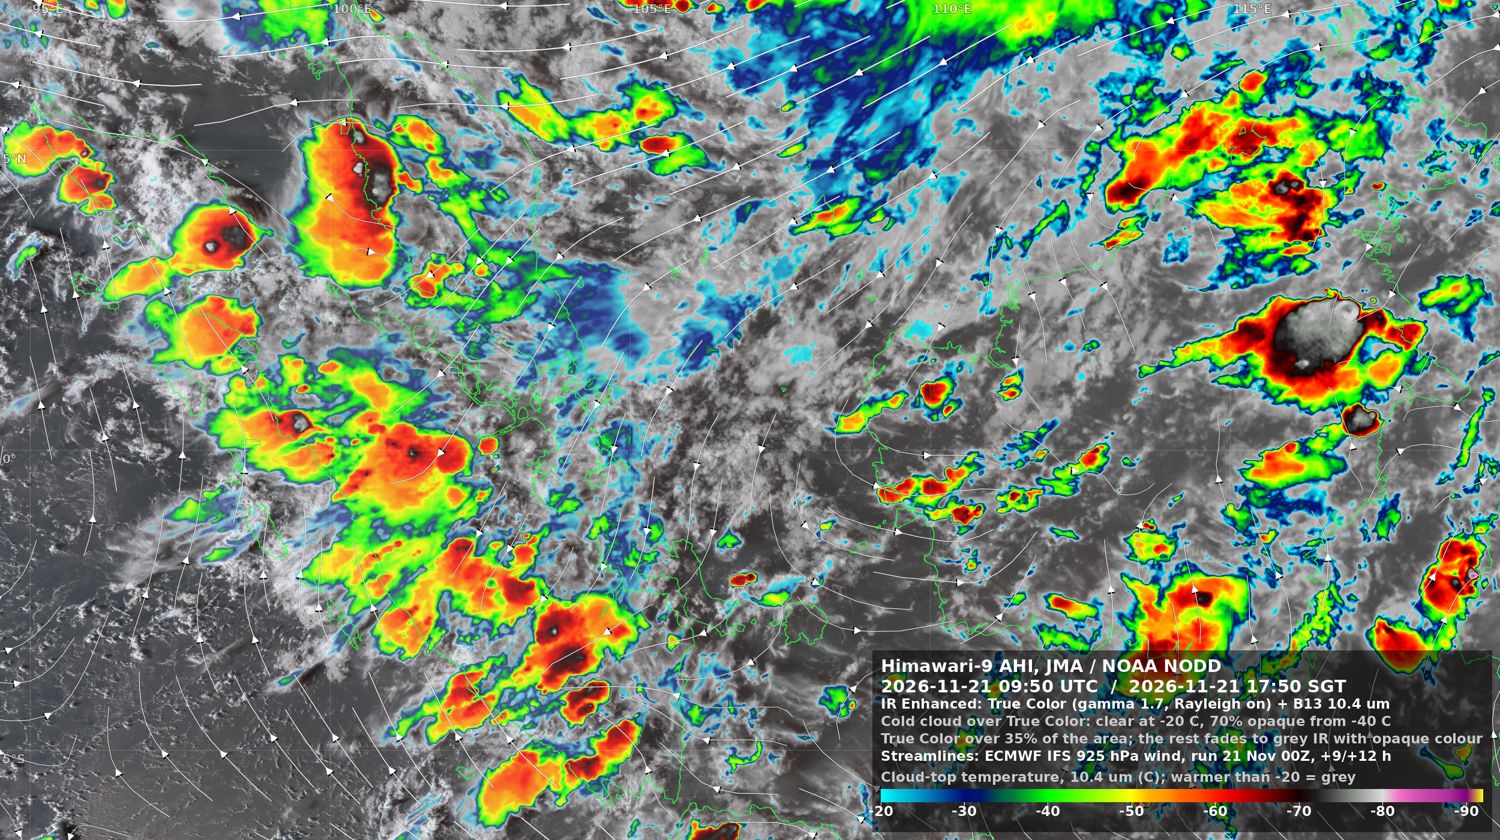 95°E
100°E
105°E
110°E
115°E
5°N
0°
5°S
Himawari-9 AHI, JMA / NOAA NODD
2026-11-21 09:50 UTC / 2026-11-21 17:50 SGT
IR Enhanced: True Color (gamma 1.7, Rayleigh on) + B13 10.4 um
Cold cloud over True Color: clear at -20 C, 70% opaque from -40 C
True Color over 35% of the area; the rest fades to grey IR with opaque colour
Streamlines: ECMWF IFS 925 hPa wind, run 21 Nov 00Z, +9/+12 h
Cloud-top temperature, 10.4 um (C); warmer than -20 = grey
-20 -30 -40 -50 -60 -70 -80 -90